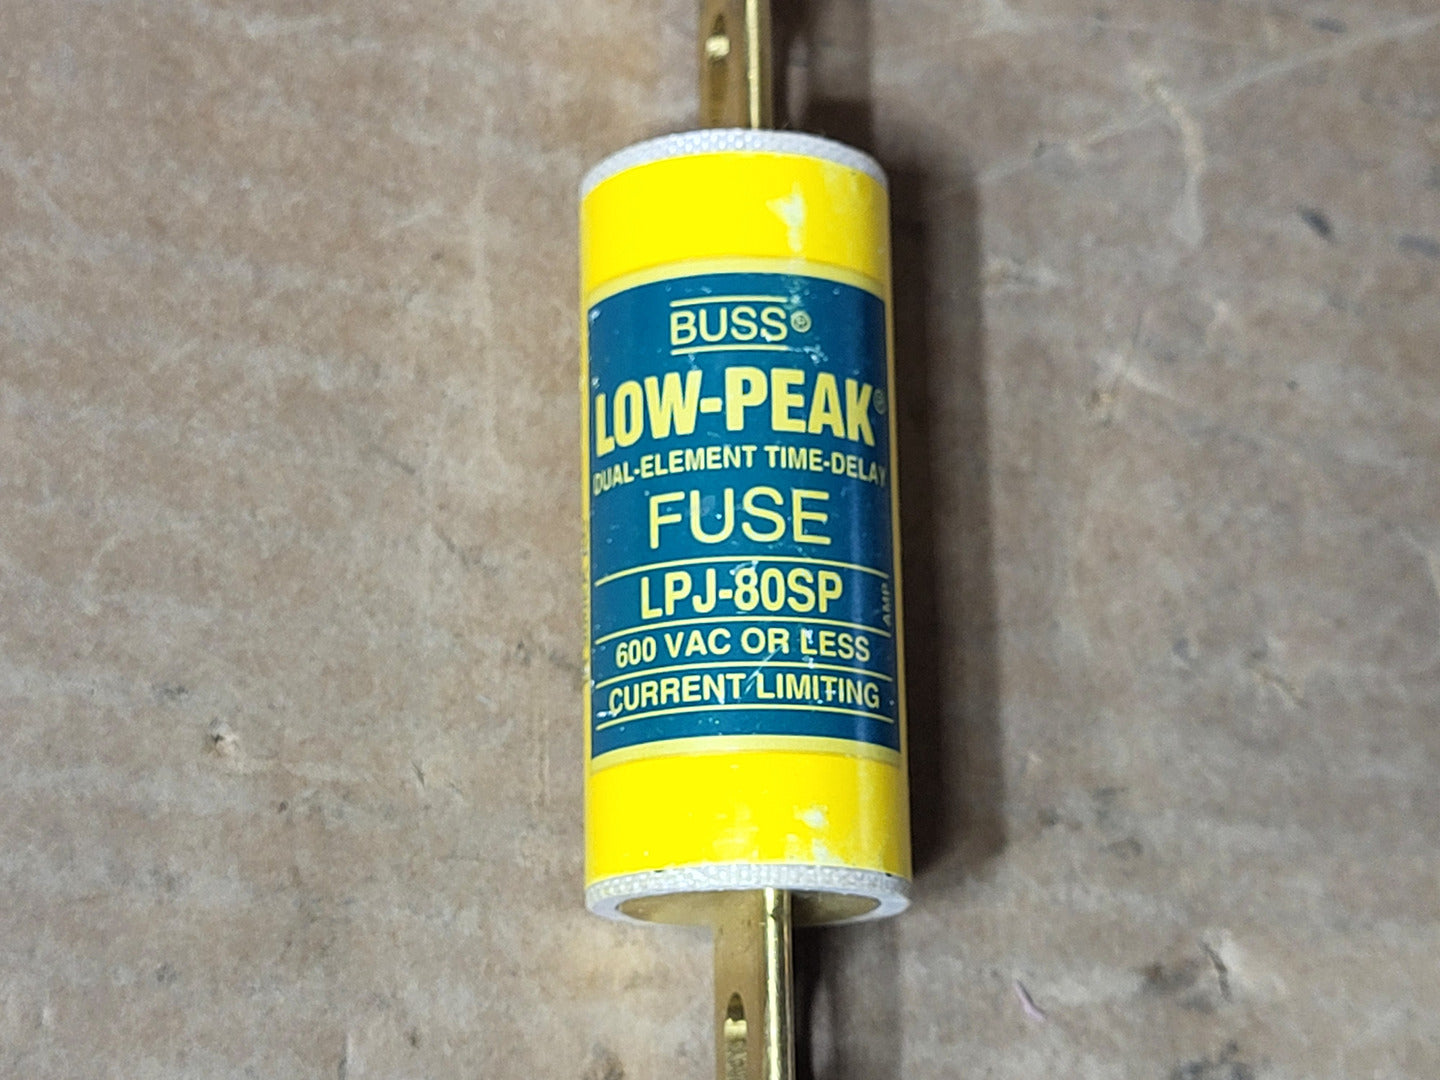 BUSS®
LOW-PEAK®
DUAL-ELEMENT TIME-DELAY
FUSE
LPJ-80SP
AMP
600 VAC OR LESS
CURRENT LIMITING